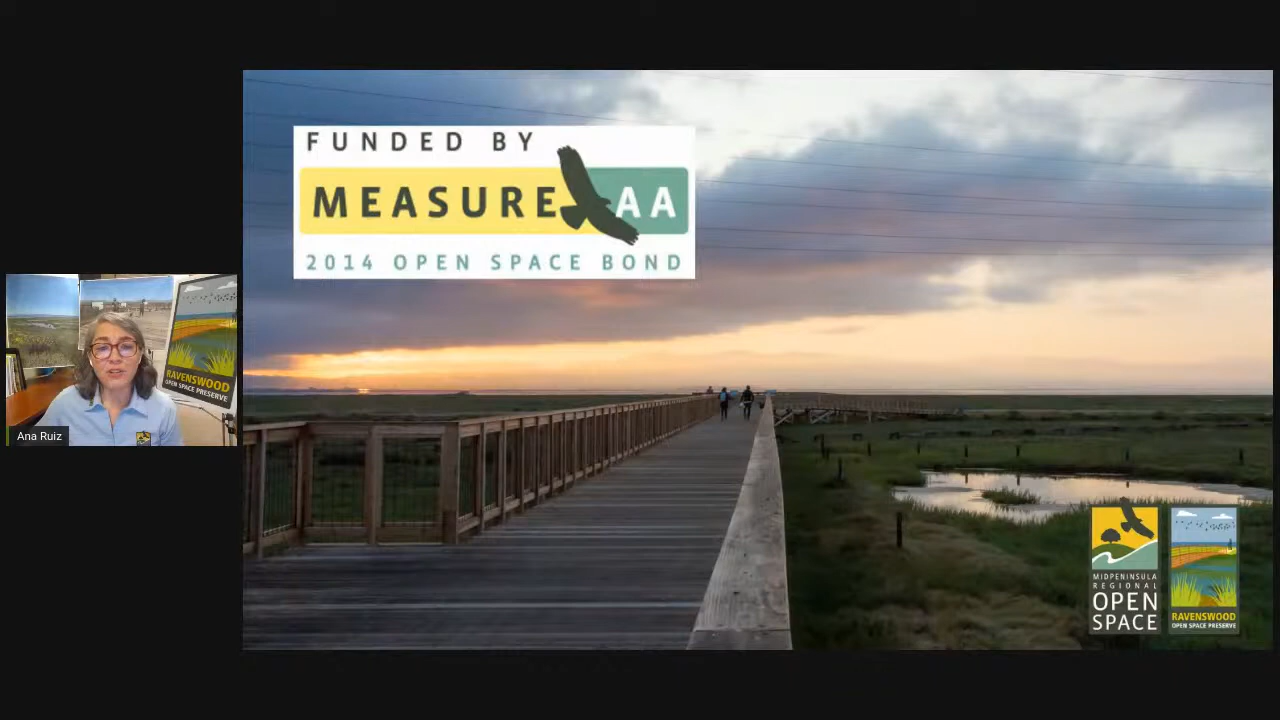 FUNDED BY
MEASURE AA
2014 OPEN SPACE BOND
RAVENSWOOD
OPEN SPACE PRESERVE
Ana Ruiz
MIDPENINSULA
REGIONAL
OPEN
SPACE
RAVENSWOOD
OPEN SPACE PRESERVE